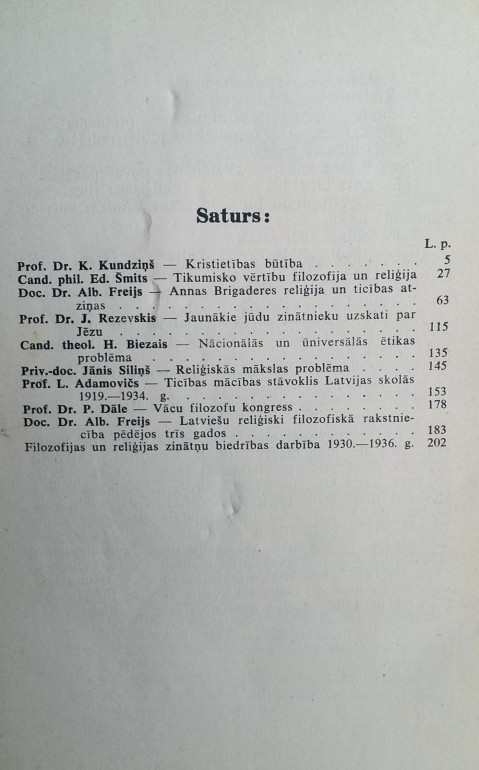 Saturs:
L. p.
Prof. Dr. K. Kundziņš — Kristietības būtība . . . . . . . 5
Cand. phil. Ed. Šmits — Tikumisko vērtību filozofija un reliģija 27
Doc. Dr. Alb. Freijs — Annas Brigaderes reliģija un ticības at-
ziņas . . . . . . . . . . . . . . . . . 63
Prof. Dr. J. Rezevskis — Jaunākie jūdu zinātnieku uzskati par
Jēzu . . . . . . . . . . . . . . . . . 115
Cand. theol. H. Biezais — Nācionālās un ūniversālās ētikas
problēma . . . . . . . . . . . . . . . 135
Priv.-doc. Jānis Siliņš — Reliģiskās mākslas problēma . . . . 145
Prof. L. Adamovičs — Ticības mācības stāvoklis Latvijas skolās
1919.—1934. g. . . . . . . . . . . . . . 153
Prof. Dr. P. Dāle — Vācu filozofu kongress . . . . . . . 178
Doc. Dr. Alb. Freijs — Latviešu reliģiski filozofiskā rakstnie-
cība pēdējos trīs gados . . . . . . . . . . 183
Filozofijas un reliģijas zinātņu biedrības darbība 1930.—1936. g. 202